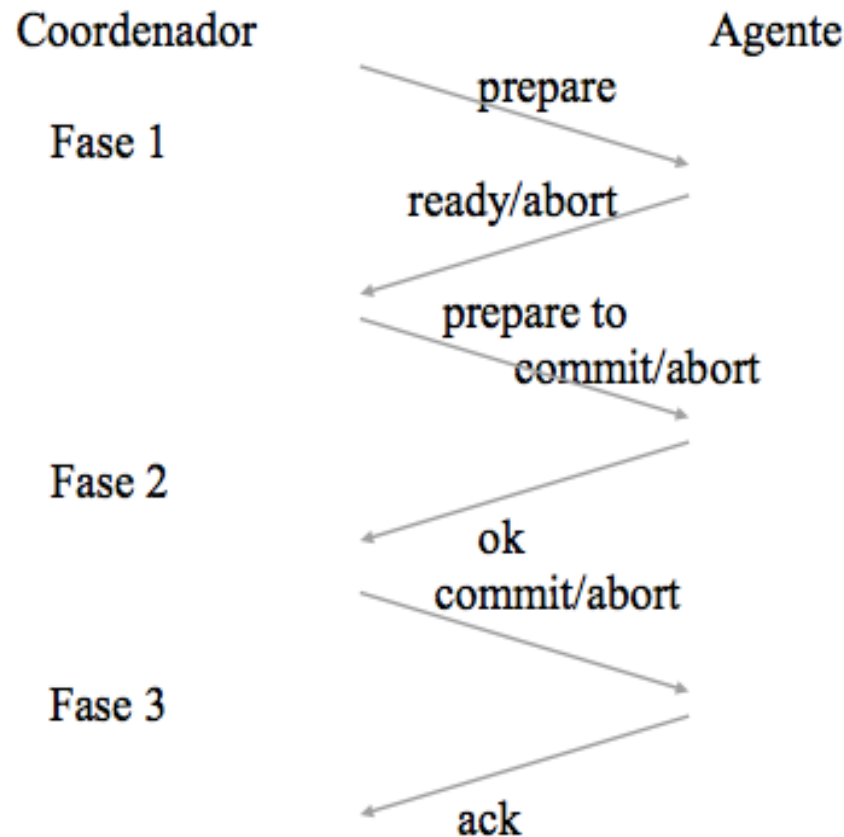 Coordenador Agente
prepare
Fase 1
ready/abort
prepare to
commit/abort
Fase 2
ok
commit/abort
Fase 3
ack